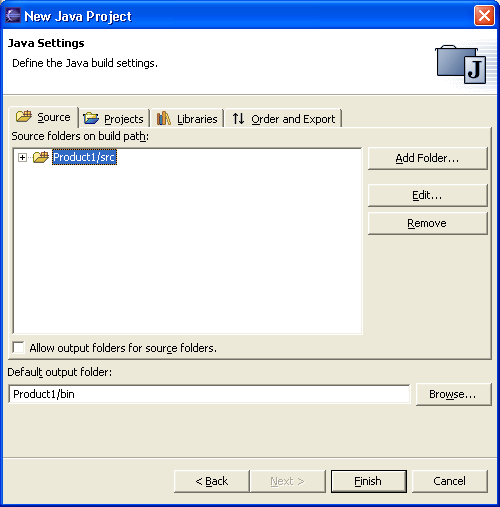 New Java Project
Java Settings
Define the Java build settings.
J
Source Projects Libraries Order and Export
Source folders on build path:
Product1/src
Add Folder...
Edit...
Remove
Allow output folders for source folders.
Default output folder:
Product1/bin
Browse...
< Back Next > Finish Cancel